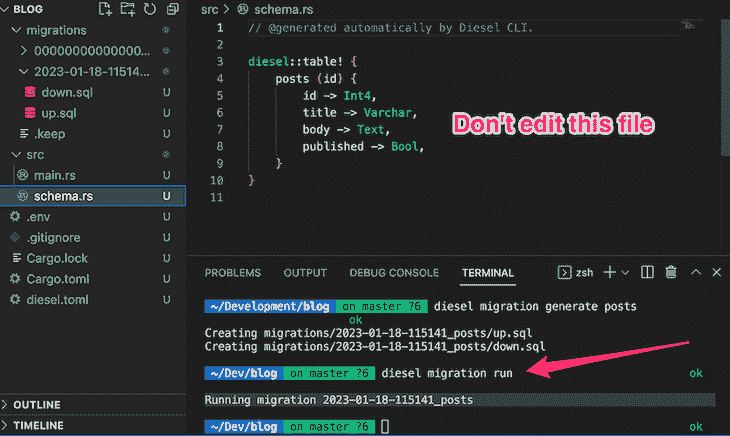 BLOG
migrations
00000000000000...
2023-01-18-115141...
down.sql U
up.sql U
.keep U
src
main.rs U
schema.rs U
.env U
.gitignore U
Cargo.lock U
Cargo.toml U
diesel.toml U
OUTLINE
TIMELINE
src > schema.rs
1 // @generated automatically by Diesel CLI.
2
3 diesel::table! {
4 posts (id) {
5 id -> Int4,
6 title -> Varchar,
7 body -> Text,
8 published -> Bool,
9 }
10 }
11
Don't edit this file
PROBLEMS OUTPUT DEBUG CONSOLE TERMINAL zsh
~/Development/blog on master ?6 diesel migration generate posts
ok
Creating migrations/2023-01-18-115141_posts/up.sql
Creating migrations/2023-01-18-115141_posts/down.sql
~/Dev/blog on master ?6 diesel migration run ok
Running migration 2023-01-18-115141_posts
~/Dev/blog on master ?6 ok